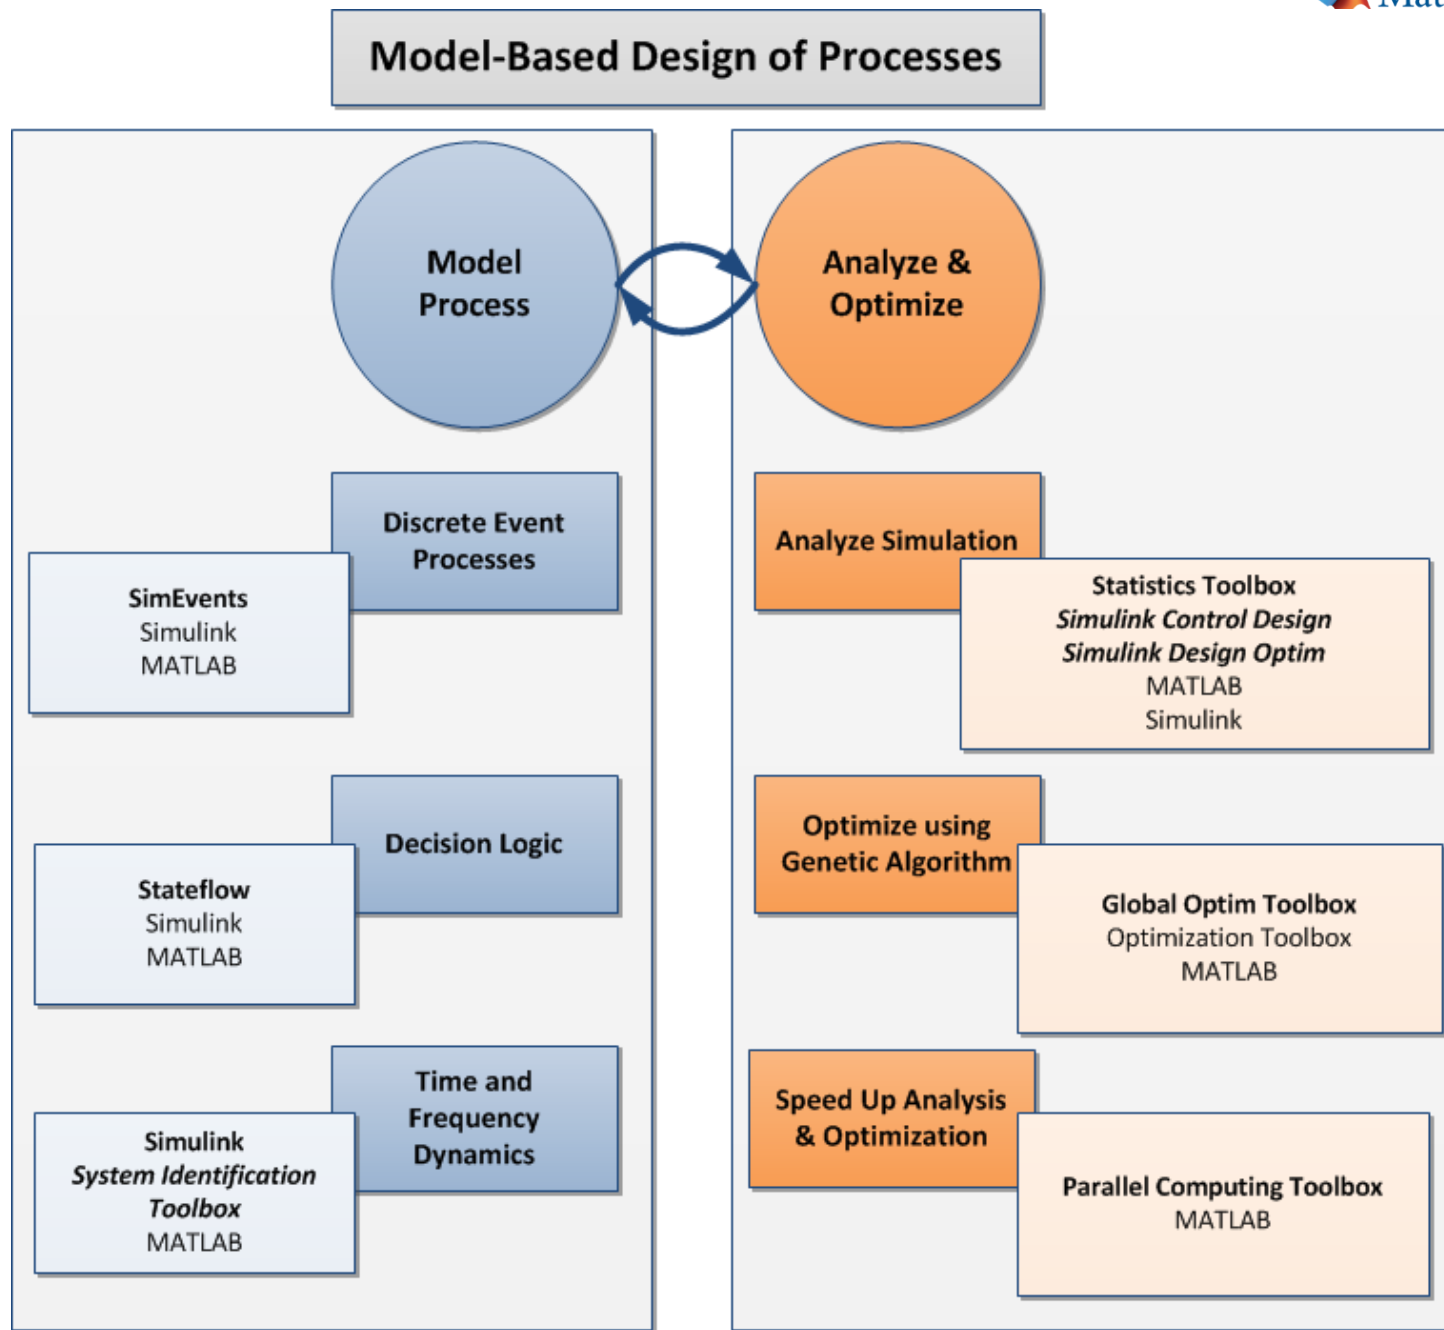 Model-Based Design of Processes
Model
Process
Analyze &
Optimize
Discrete Event
Processes
SimEvents
Simulink
MATLAB
Decision Logic
Stateflow
Simulink
MATLAB
Time and
Frequency
Dynamics
Simulink
System Identification
Toolbox
MATLAB
Analyze Simulation
Statistics Toolbox
Simulink Control Design
Simulink Design Optim
MATLAB
Simulink
Optimize using
Genetic Algorithm
Global Optim Toolbox
Optimization Toolbox
MATLAB
Speed Up Analysis
& Optimization
Parallel Computing Toolbox
MATLAB